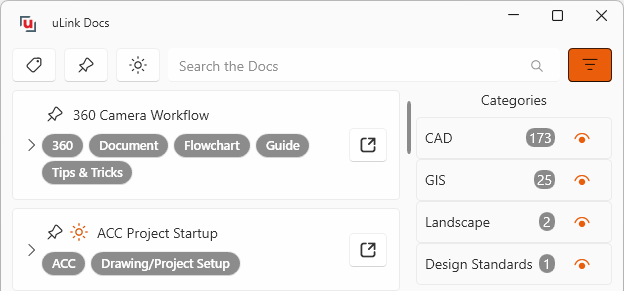 u uLink Docs
Search the Docs
360 Camera Workflow
360 Document Flowchart Guide
Tips & Tricks
ACC Project Startup
ACC Drawing/Project Setup
Categories
CAD 173
GIS 25
Landscape 2
Design Standards 1